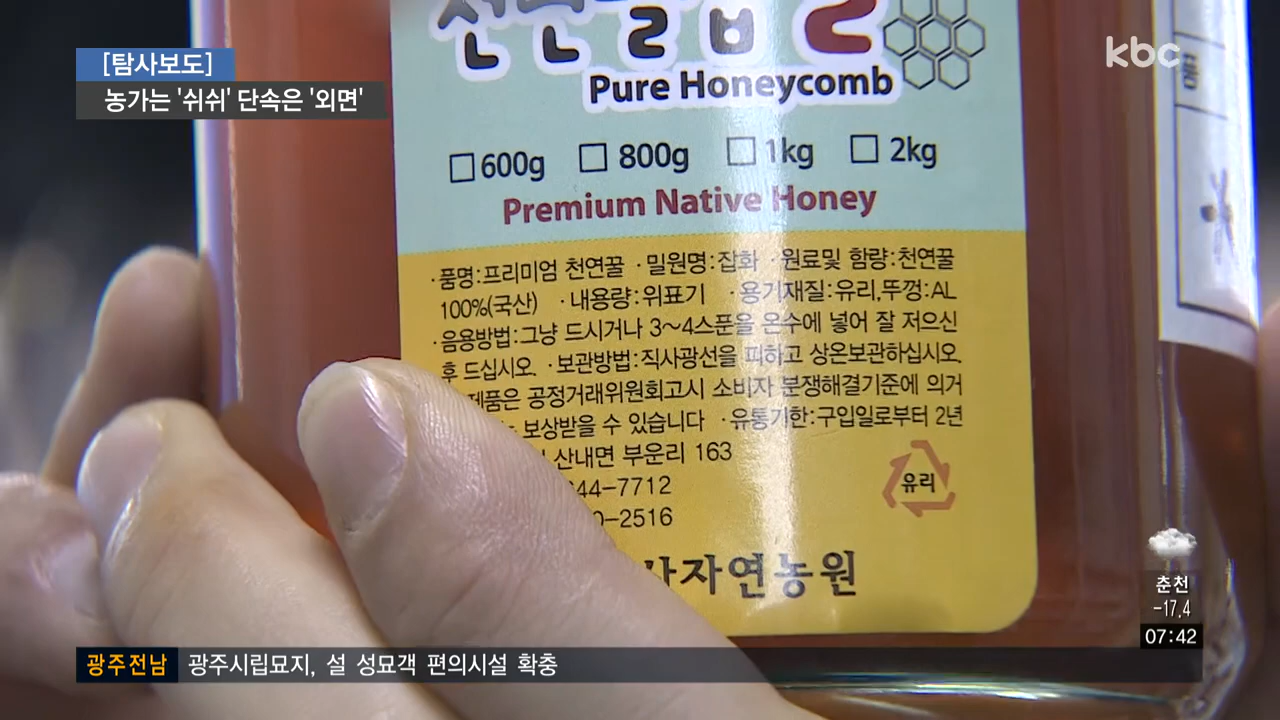 kbc
[탐사보도]
농가는 '쉬쉬' 단속은 '외면'
Pure Honeycomb
600g 800g 1kg 2kg
Premium Native Honey
·품명:프리미엄 천연꿀 ·밀원명:잡화 ·원료및 함량:천연꿀
100%(국산) ·내용량:위표기 ·용기재질:유리,뚜껑:AL
·음용방법:그냥 드시거나 3~4스푼을 온수에 넣어 잘 저으신
후 드십시오. ·보관방법:직사광선을 피하고 상온보관하십시오.
제품은 공정거래위원회고시 소비자 분쟁해결기준에 의거
보상받을 수 있습니다 ·유통기한:구입일로부터 2년
산내면 부운리 163
44-7712
-2516
유리
자연농원
춘천
-17.4
07:42
광주전남 광주시립묘지, 설 성묘객 편의시설 확충